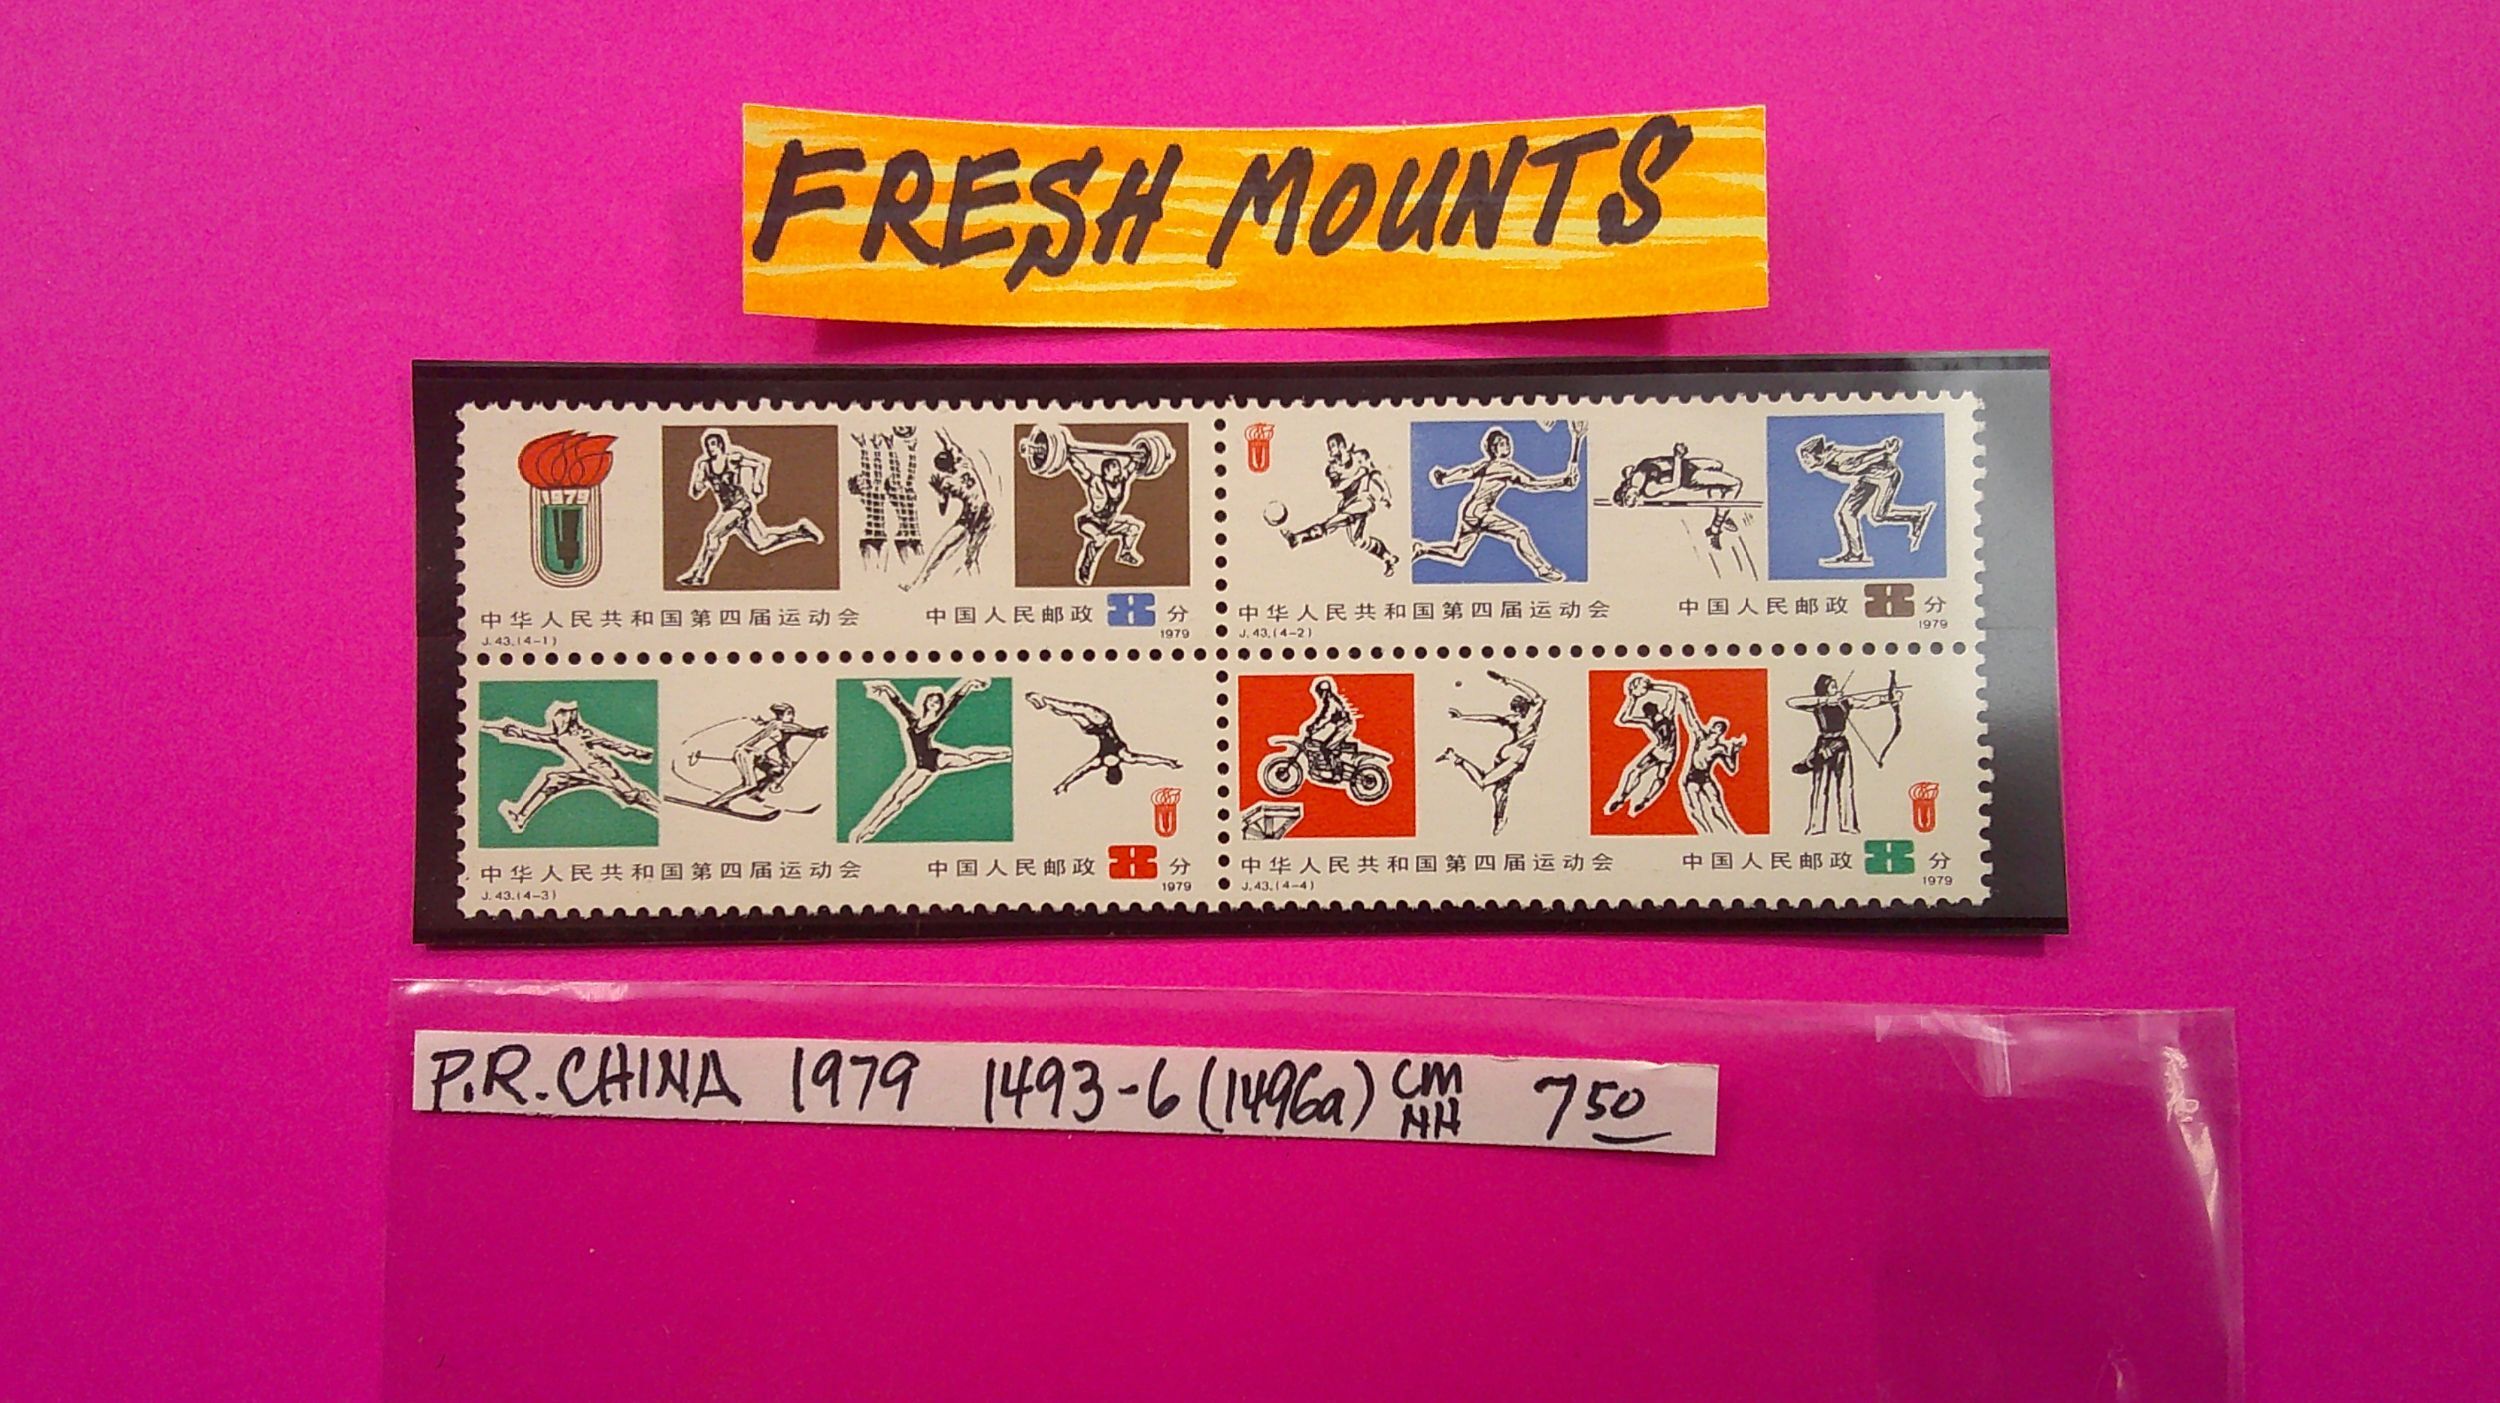 FRESH MOUNTS
1979
中华人民共和国第四届运动会 中国人民邮政 8 分
J.43.(4-1) 1979
中华人民共和国第四届运动会 中国人民邮政 8 分
J.43.(4-2) 1979
中华人民共和国第四届运动会 中国人民邮政 8 分
J.43.(4-3) 1979
中华人民共和国第四届运动会 中国人民邮政 8 分
J.43.(4-4) 1979
P.R. CHINA 1979 1493-6 (1496a) CM NH 7 50